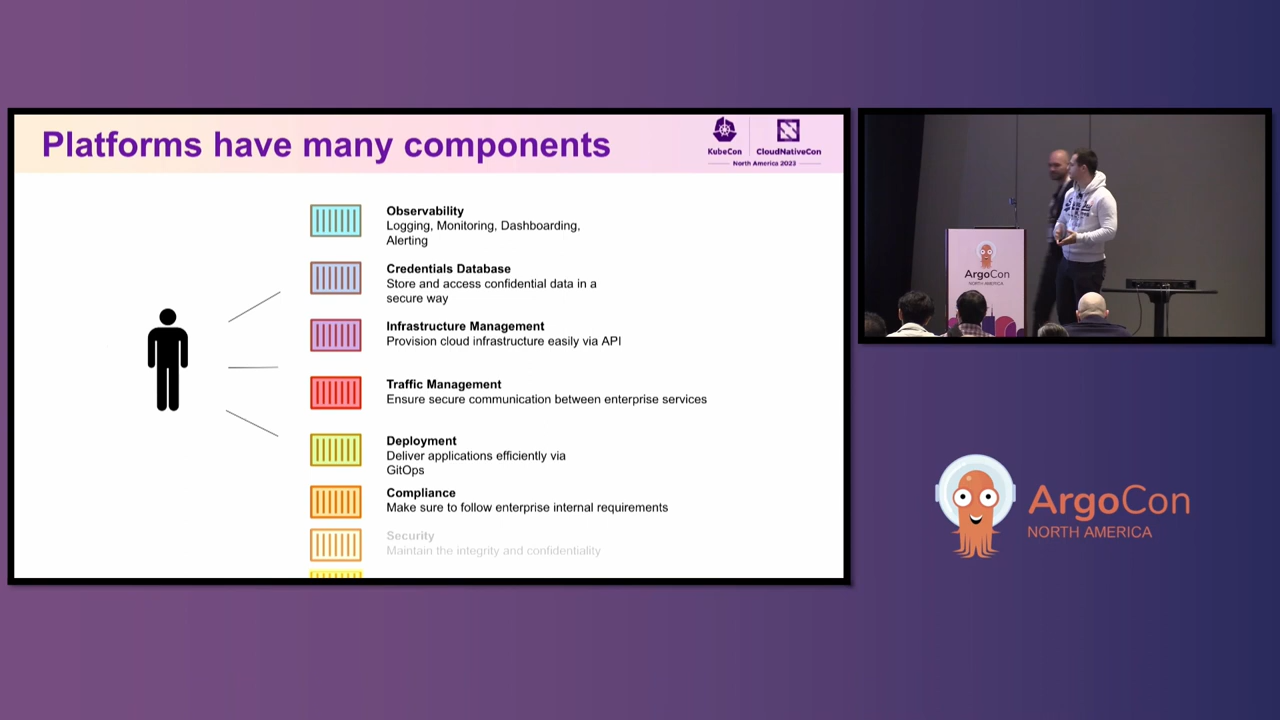 Platforms have many components
KubeCon
CloudNativeCon
North America 2023
Observability
Logging, Monitoring, Dashboarding,
Alerting
Credentials Database
Store and access confidential data in a
secure way
Infrastructure Management
Provision cloud infrastructure easily via API
Traffic Management
Ensure secure communication between enterprise services
Deployment
Deliver applications efficiently via
GitOps
Compliance
Make sure to follow enterprise internal requirements
Security
Maintain the integrity and confidentiality
ArgoCon
NORTH AMERICA
ArgoCon
NORTH AMERICA